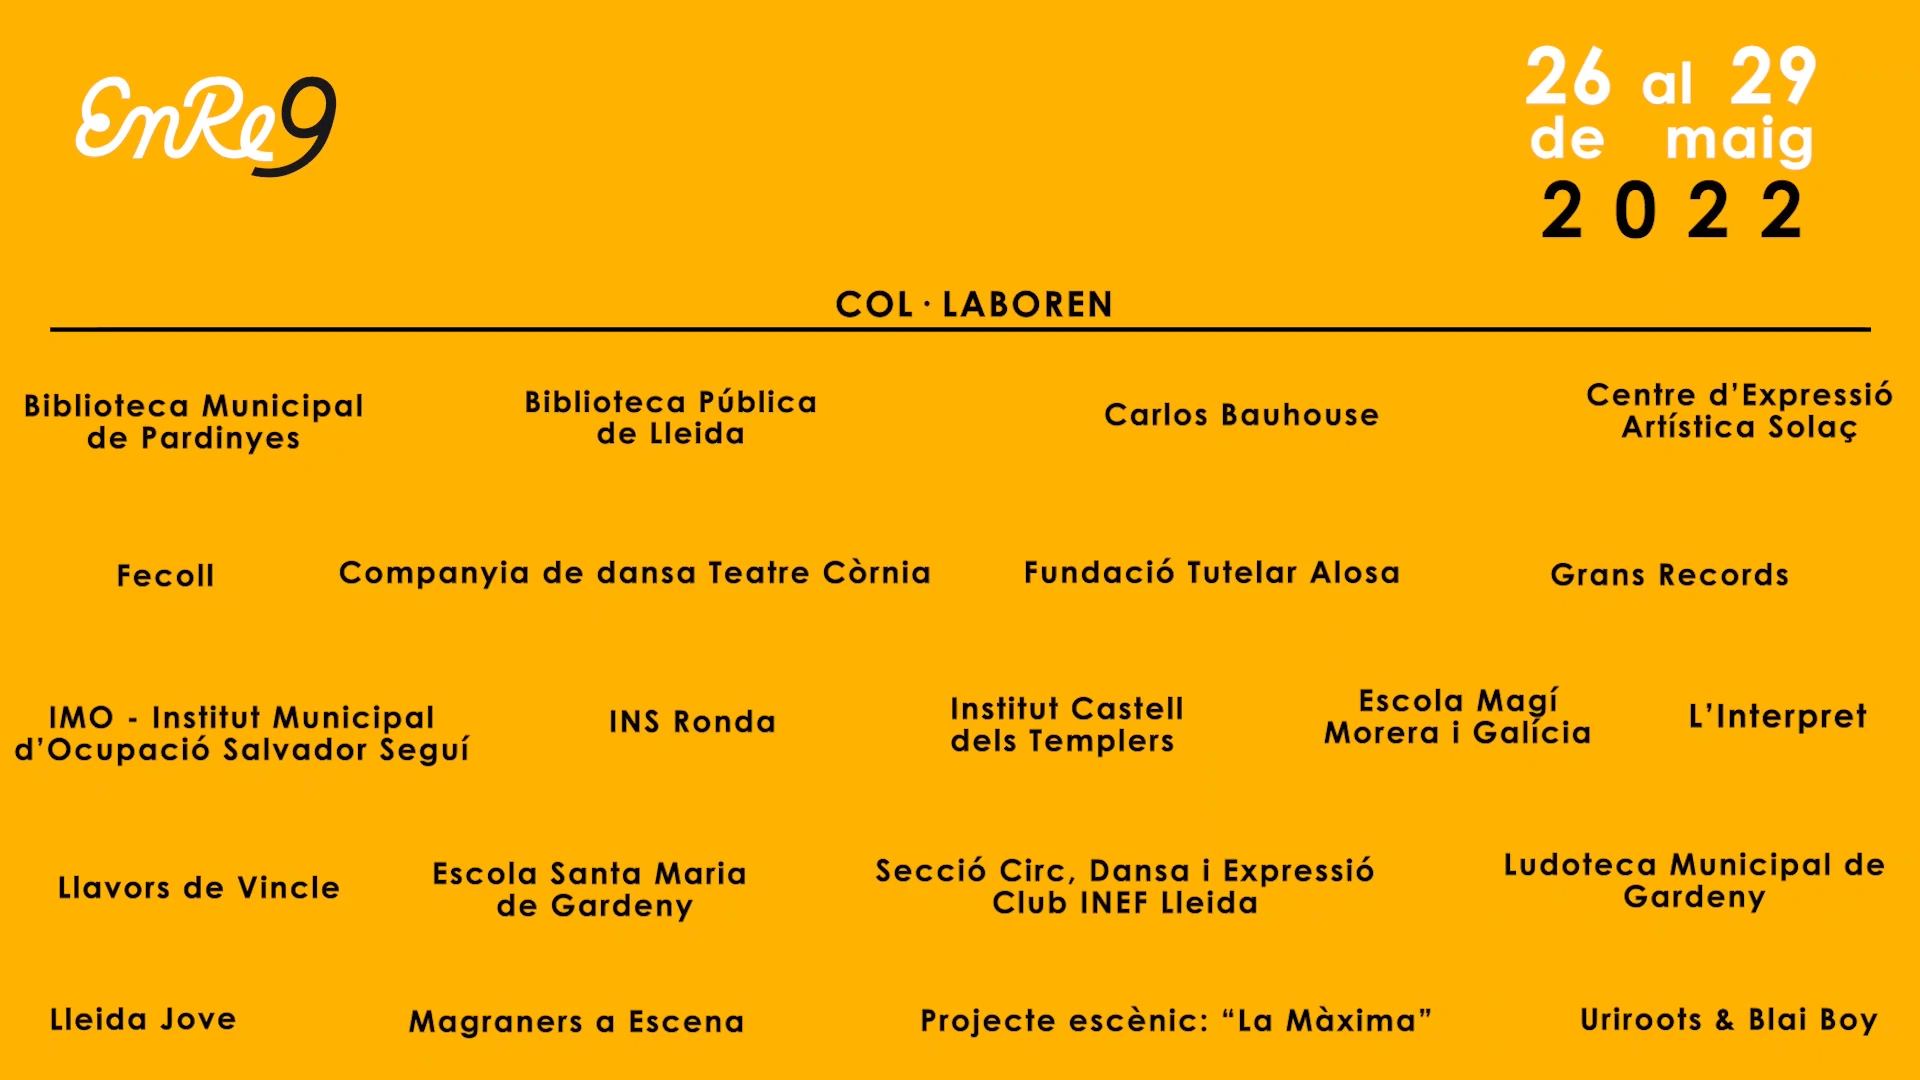 EnRe9
26 al 29
de maig
2022
COL·LABOREN
Biblioteca Municipal
de Pardinyes
Biblioteca Pública
de Lleida
Carlos Bauhouse
Centre d’Expressió
Artística Solaç
Fecoll
Companyia de dansa Teatre Còrnia
Fundació Tutelar Alosa
Grans Records
IMO - Institut Municipal
d’Ocupació Salvador Seguí
INS Ronda
Institut Castell
dels Templers
Escola Magí
Morera i Galícia
L’Interpret
Llavors de Vincle
Escola Santa Maria
de Gardeny
Secció Circ, Dansa i Expressió
Club INEF Lleida
Ludoteca Municipal de
Gardeny
Lleida Jove
Magraners a Escena
Projecte escènic: “La Màxima”
Uriroots & Blai Boy